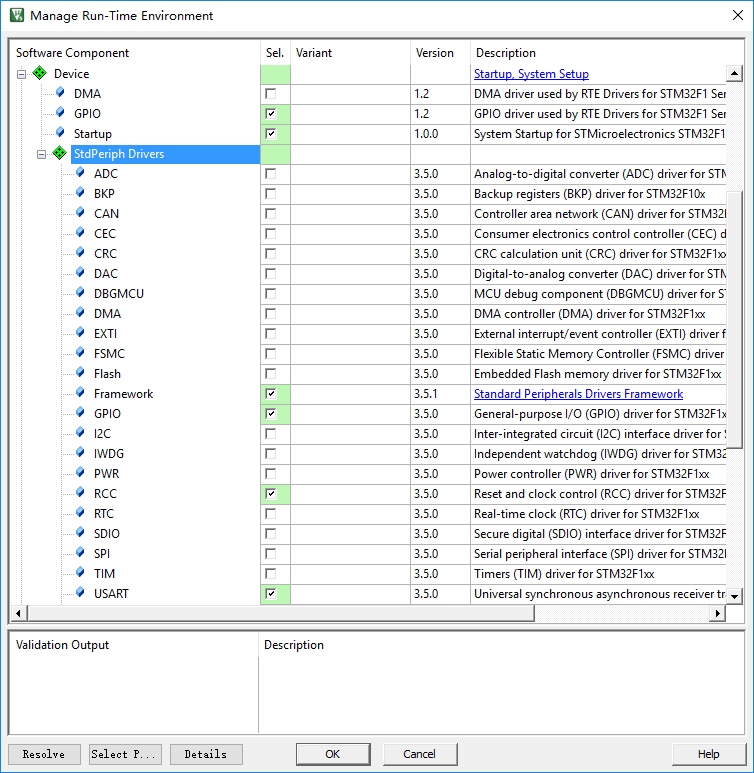 Manage Run-Time Environment
Software Component Sel. Variant Version Description
Device Startup, System Setup
DMA 1.2 DMA driver used by RTE Drivers for STM32F1 Ser
GPIO 1.2 GPIO driver used by RTE Drivers for STM32F1 Ser
Startup 1.0.0 System Startup for STMicroelectronics STM32F1
StdPeriph Drivers
ADC 3.5.0 Analog-to-digital converter (ADC) driver for STM
BKP 3.5.0 Backup registers (BKP) driver for STM32F10x
CAN 3.5.0 Controller area network (CAN) driver for STM32
CEC 3.5.0 Consumer electronics control controller (CEC) d
CRC 3.5.0 CRC calculation unit (CRC) driver for STM32F1xx
DAC 3.5.0 Digital-to-analog converter (DAC) driver for STM
DBGMCU 3.5.0 MCU debug component (DBGMCU) driver for ST
DMA 3.5.0 DMA controller (DMA) driver for STM32F1xx
EXTI 3.5.0 External interrupt/event controller (EXTI) driver f
FSMC 3.5.0 Flexible Static Memory Controller (FSMC) driver
Flash 3.5.0 Embedded Flash memory driver for STM32F1xx
Framework 3.5.1 Standard Peripherals Drivers Framework
GPIO 3.5.0 General-purpose I/O (GPIO) driver for STM32F1x
I2C 3.5.0 Inter-integrated circuit (I2C) interface driver for S
IWDG 3.5.0 Independent watchdog (IWDG) driver for STM32
PWR 3.5.0 Power controller (PWR) driver for STM32F1xx
RCC 3.5.0 Reset and clock control (RCC) driver for STM32F
RTC 3.5.0 Real-time clock (RTC) driver for STM32F1xx
SDIO 3.5.0 Secure digital (SDIO) interface driver for STM32F
SPI 3.5.0 Serial peripheral interface (SPI) driver for STM32
TIM 3.5.0 Timers (TIM) driver for STM32F1xx
USART 3.5.0 Universal synchronous asynchronous receiver tr
Validation Output Description
Resolve Select P... Details OK Cancel Help